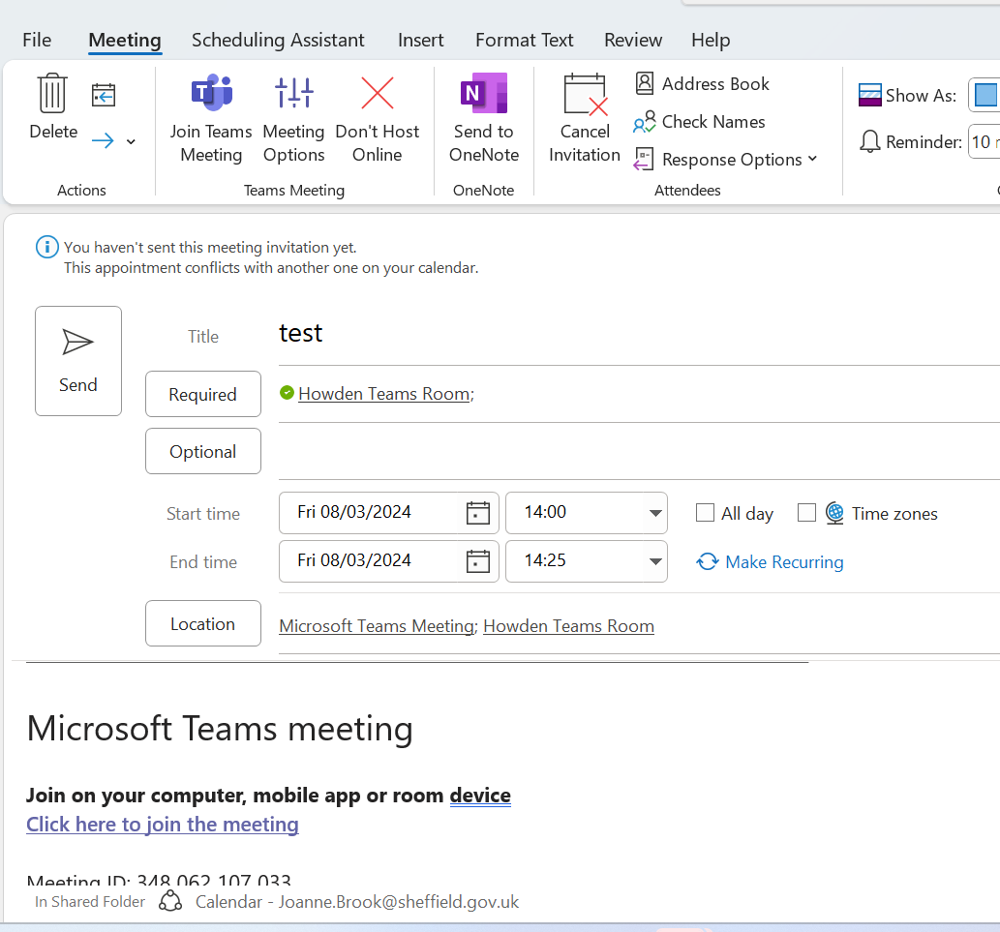 File Meeting Scheduling Assistant Insert Format Text Review Help
Delete
Actions
Join Teams Meeting
Meeting Options
Don't Host Online
Teams Meeting
Send to OneNote
OneNote
Cancel Invitation
Address Book
Check Names
Response Options
Attendees
Show As:
Reminder: 10
You haven't sent this meeting invitation yet.
This appointment conflicts with another one on your calendar.
Send
Title test
Required Howden Teams Room;
Optional
Start time Fri 08/03/2024 14:00 All day Time zones
End time Fri 08/03/2024 14:25 Make Recurring
Location Microsoft Teams Meeting; Howden Teams Room
Microsoft Teams meeting
Join on your computer, mobile app or room device
Click here to join the meeting
Meeting ID: 348 062 107 033
In Shared Folder Calendar - Joanne.Brook@sheffield.gov.uk